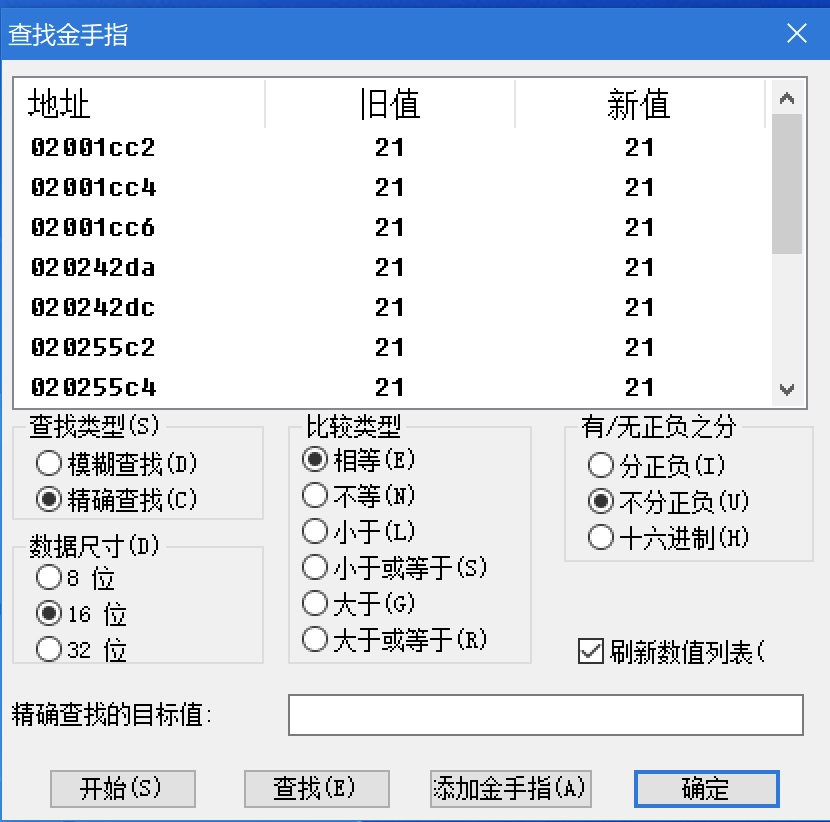 查找金手指
地址 旧值 新值
02001cc2 21 21
02001cc4 21 21
02001cc6 21 21
020242da 21 21
020242dc 21 21
020255c2 21 21
020255c4 21 21
查找类型(S)
模糊查找(D)
精确查找(C)
数据尺寸(D)
8 位
16 位
32 位
比较类型
相等(E)
不等(N)
小于(L)
小于或等于(S)
大于(G)
大于或等于(R)
有/无正负之分
分正负(I)
不分正负(U)
十六进制(H)
刷新数值列表(
精确查找的目标值:
开始(S) 查找(E) 添加金手指(A) 确定